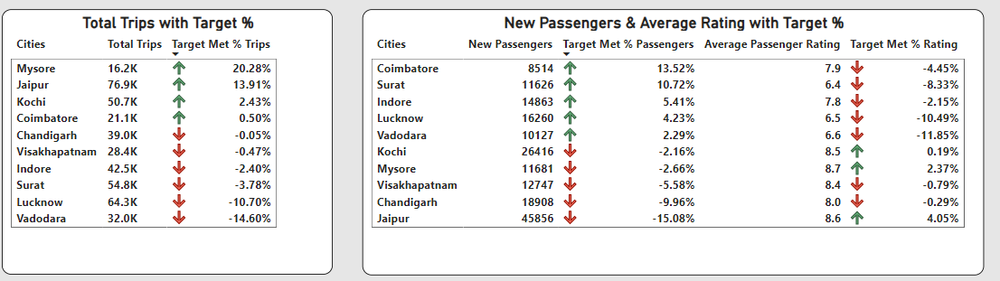 Total Trips with Target %
Cities Total Trips Target Met % Trips
Mysore 16.2K 20.28%
Jaipur 76.9K 13.91%
Kochi 50.7K 2.43%
Coimbatore 21.1K 0.50%
Chandigarh 39.0K -0.05%
Visakhapatnam 28.4K -0.47%
Indore 42.5K -2.40%
Surat 54.8K -3.78%
Lucknow 64.3K -10.70%
Vadodara 32.0K -14.60%
New Passengers & Average Rating with Target %
Cities New Passengers Target Met % Passengers Average Passenger Rating Target Met % Rating
Coimbatore 8514 13.52% 7.9 -4.45%
Surat 11626 10.72% 6.4 -8.33%
Indore 14863 5.41% 7.8 -2.15%
Lucknow 16260 4.23% 6.5 -10.49%
Vadodara 10127 2.29% 6.6 -11.85%
Kochi 26416 -2.16% 8.5 0.19%
Mysore 11681 -2.66% 8.7 2.37%
Visakhapatnam 12747 -5.58% 8.4 -0.79%
Chandigarh 18908 -9.96% 8.0 -0.29%
Jaipur 45856 -15.08% 8.6 4.05%